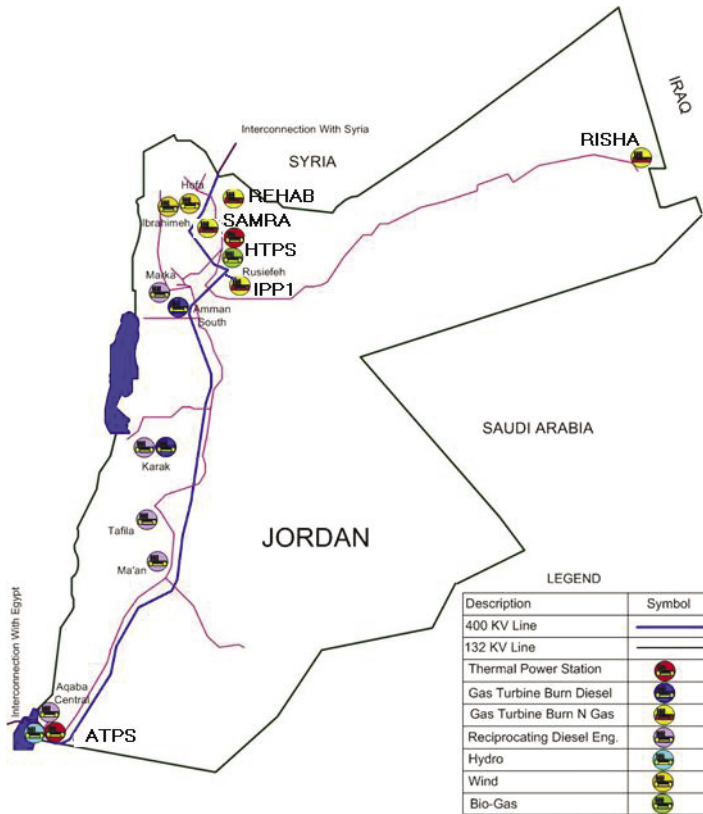 Interconnection With Syria
SYRIA
IRAQ
RISHA
Hofa
REHAB
Ibrahimeh
SAMRA
HTPS
Marka
Rusiefeh
IPP1
Amman
South
SAUDI ARABIA
Karak
JORDAN
Tafila
Ma'an
Interconnection With Egypt
Aqaba
Central
ATPS
LEGEND
Description Symbol
400 KV Line
132 KV Line
Thermal Power Station
Gas Turbine Burn Diesel
Gas Turbine Burn N Gas
Reciprocating Diesel Eng.
Hydro
Wind
Bio-Gas